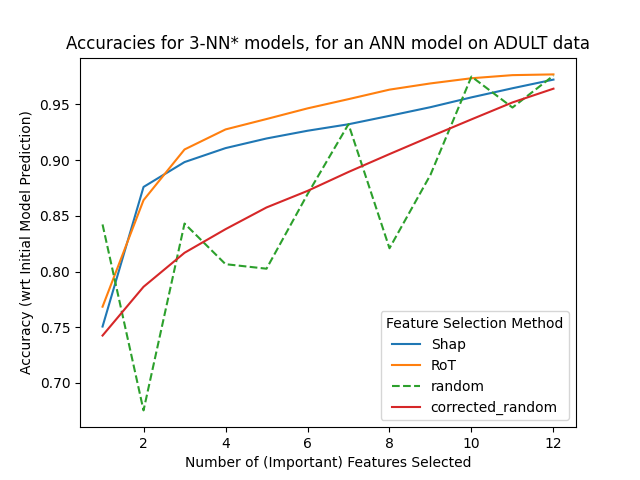 Accuracies for 3-NN* models, for an ANN model on ADULT data
Accuracy (wrt Initial Model Prediction)
0.95
0.90
0.85
0.80
0.75
0.70
Feature Selection Method
Shap
RoT
random
corrected_random
2 4 6 8 10 12
Number of (Important) Features Selected